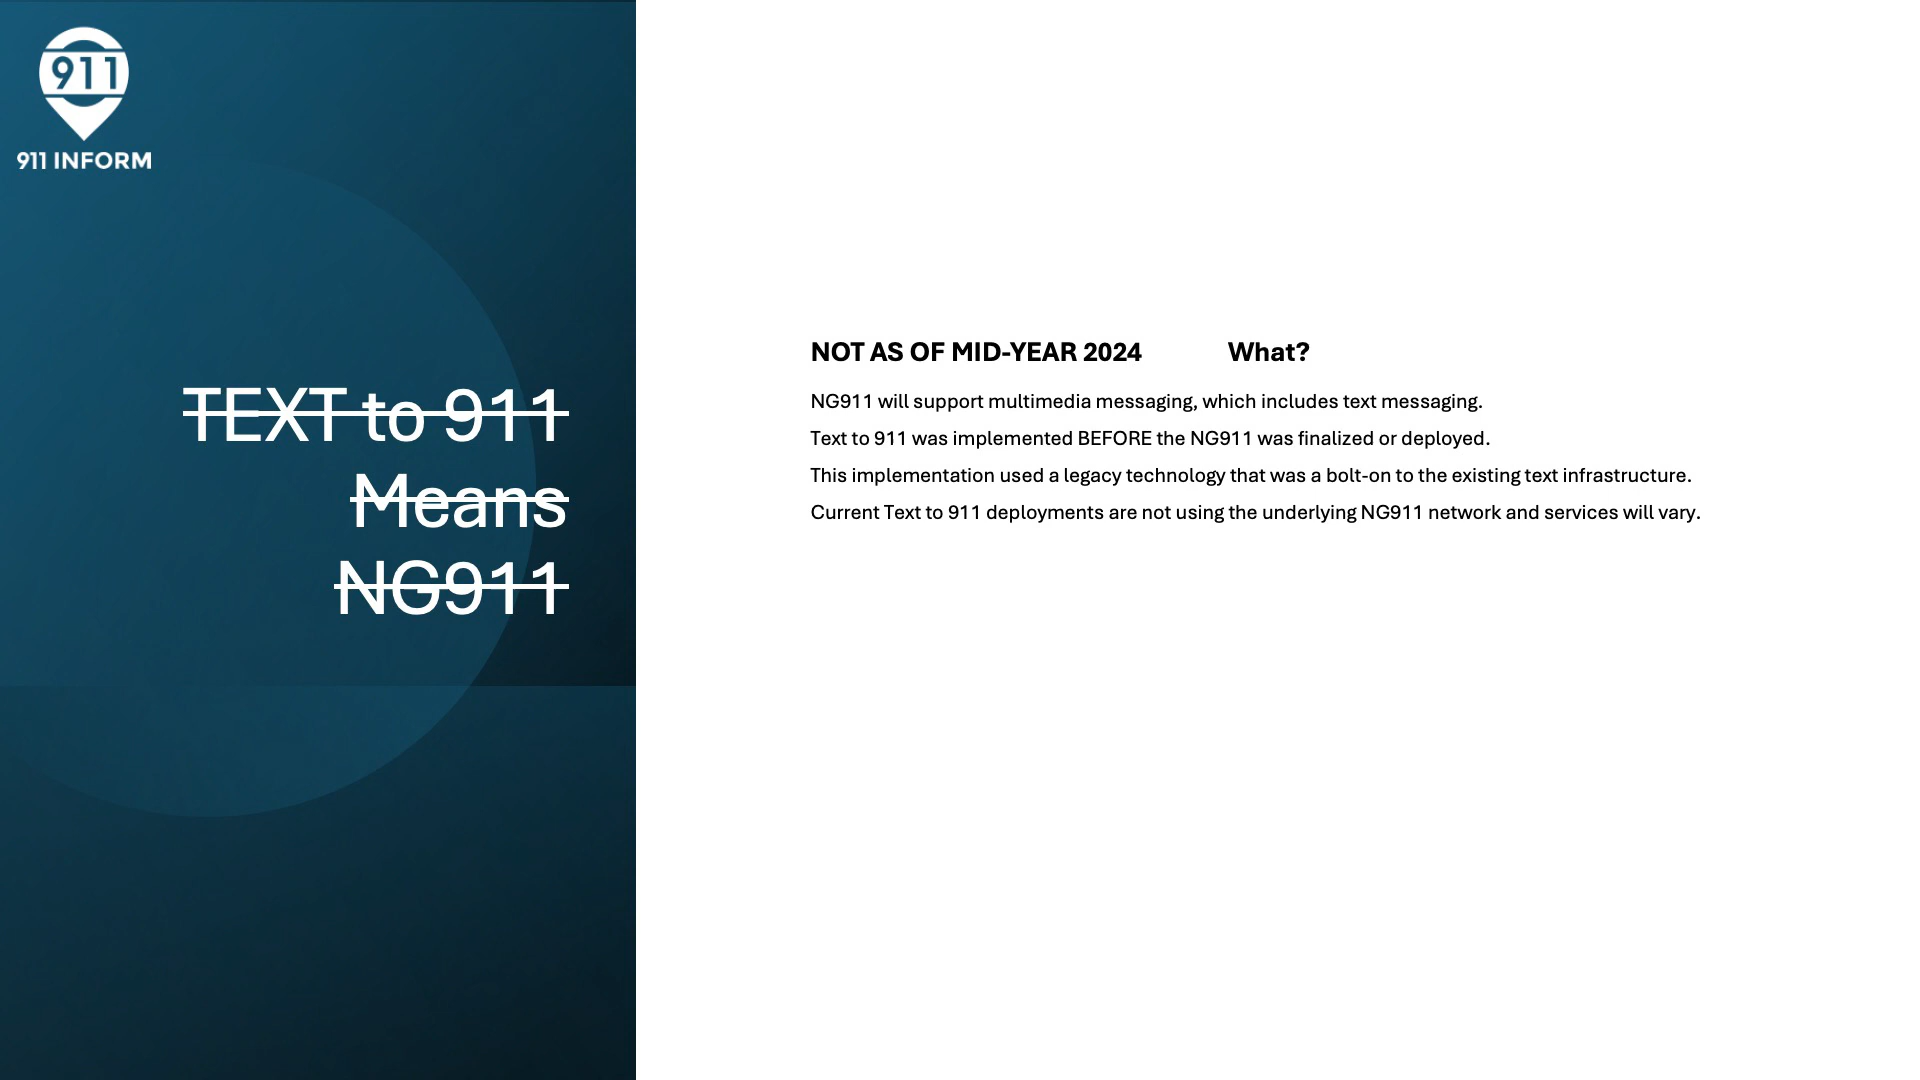 911
911 INFORM
TEXT to 911
Means
NG911
NOT AS OF MID-YEAR 2024 What?
NG911 will support multimedia messaging, which includes text messaging.
Text to 911 was implemented BEFORE the NG911 was finalized or deployed.
This implementation used a legacy technology that was a bolt-on to the existing text infrastructure.
Current Text to 911 deployments are not using the underlying NG911 network and services will vary.